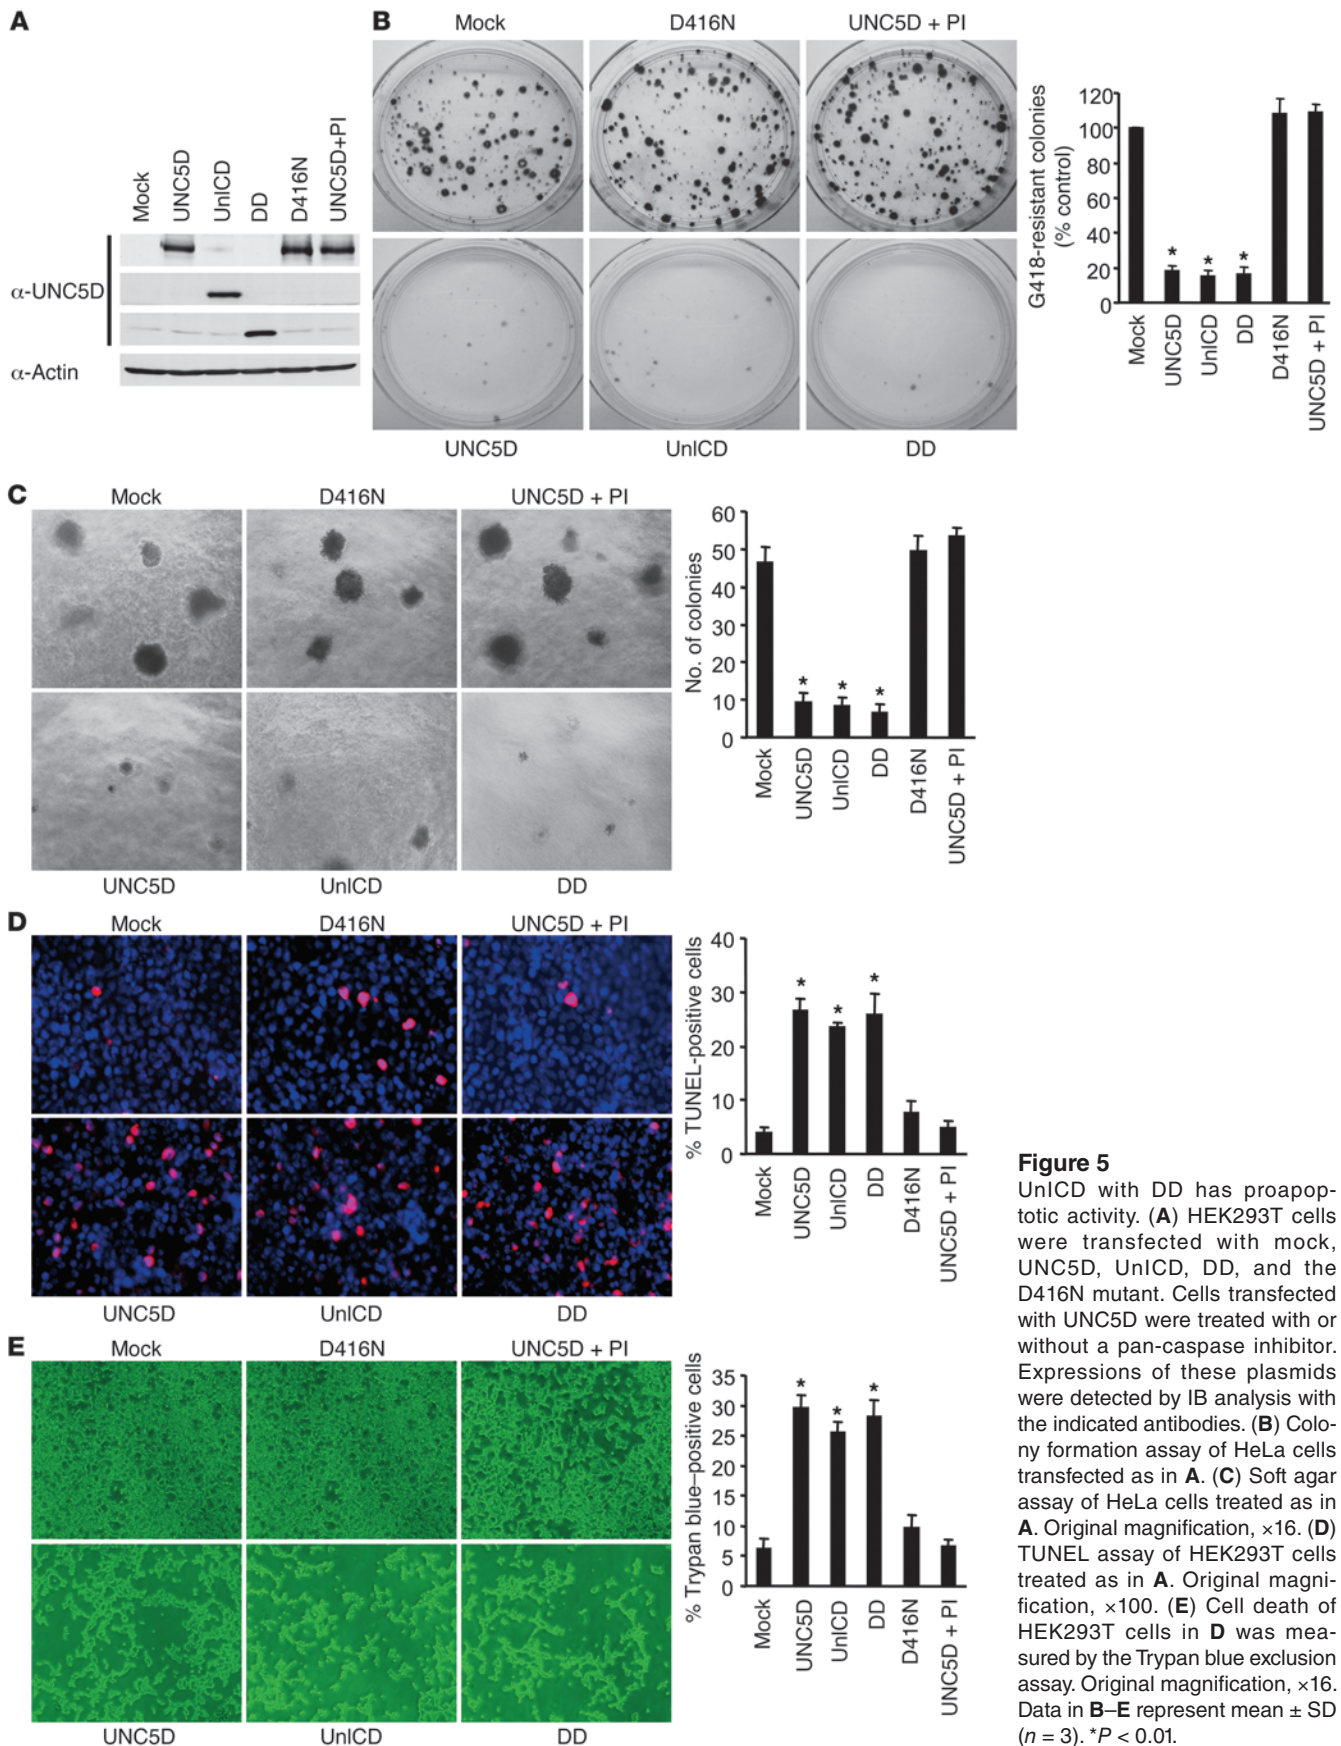 A
Mock
UNC5D
UnICD
DD
D416N
UNC5D+PI
α-UNC5D
α-Actin
B
Mock
D416N
UNC5D + PI
UNC5D
UnICD
DD
G418-resistant colonies
(% control)
120
100
80
60
40
20
0
*
*
*
Mock
UNC5D
UnICD
DD
D416N
UNC5D + PI
C
Mock
D416N
UNC5D + PI
UNC5D
UnICD
DD
No. of colonies
60
50
40
30
20
10
0
*
*
*
Mock
UNC5D
UnICD
DD
D416N
UNC5D + PI
D
Mock
D416N
UNC5D + PI
UNC5D
UnICD
DD
% TUNEL-positive cells
40
30
20
10
0
*
*
*
Mock
UNC5D
UnICD
DD
D416N
UNC5D + PI
E
Mock
D416N
UNC5D + PI
UNC5D
UnICD
DD
% Trypan blue–positive cells
35
30
25
20
15
10
5
0
*
*
*
Mock
UNC5D
UnICD
DD
D416N
UNC5D + PI
Figure 5
UnICD with DD has proapop-
totic activity. (A) HEK293T cells
were transfected with mock,
UNC5D, UnICD, DD, and the
D416N mutant. Cells transfected
with UNC5D were treated with or
without a pan-caspase inhibitor.
Expressions of these plasmids
were detected by IB analysis with
the indicated antibodies. (B) Colo-
ny formation assay of HeLa cells
transfected as in A. (C) Soft agar
assay of HeLa cells treated as in
A. Original magnification, ×16. (D)
TUNEL assay of HEK293T cells
treated as in A. Original magni-
fication, ×100. (E) Cell death of
HEK293T cells in D was mea-
sured by the Trypan blue exclusion
assay. Original magnification, ×16.
Data in B–E represent mean ± SD
(n = 3). *P < 0.01.